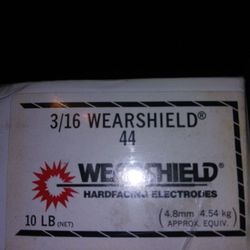 3/16 WEARSHIELD®
44
WEARSHIELD®
HARDFACING ELECTRODES
10 LB (NET)
(4.8mm 4.54 kg
APPROX. EQUIV.)